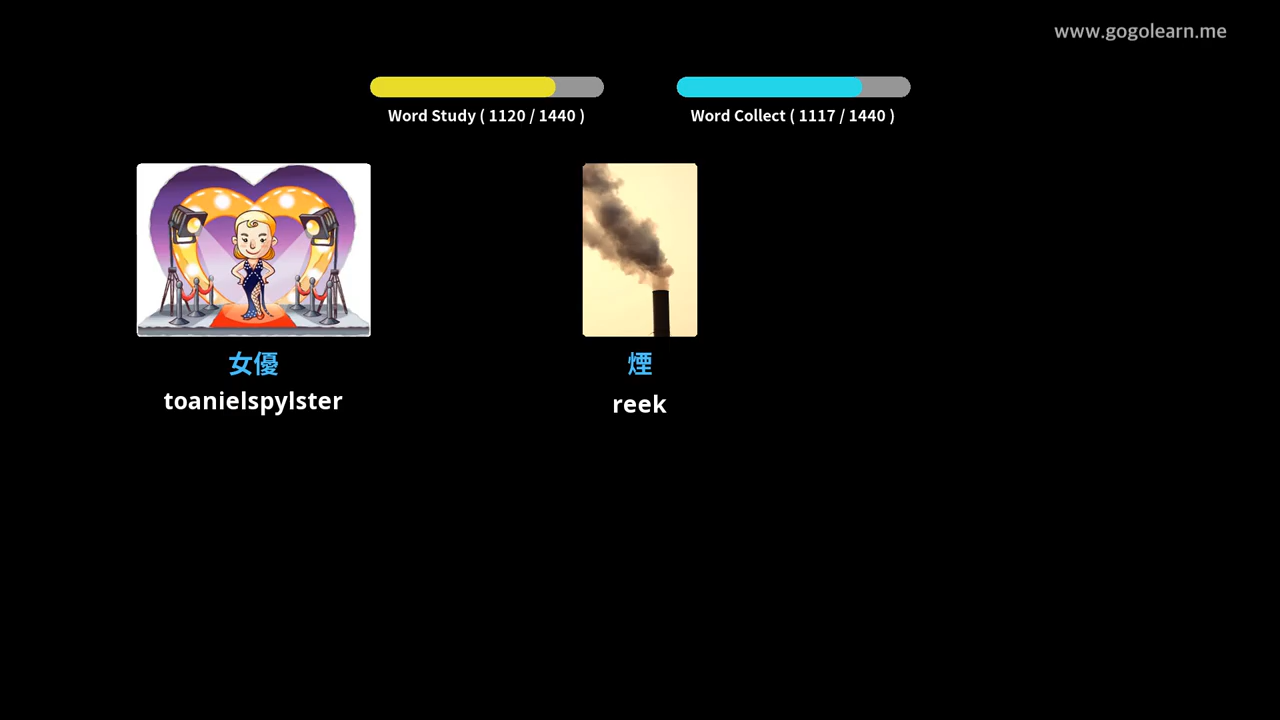 www.gogolearn.me
Word Study ( 1120 / 1440 )
Word Collect ( 1117 / 1440 )
女優
toanielspylster
煙
reek